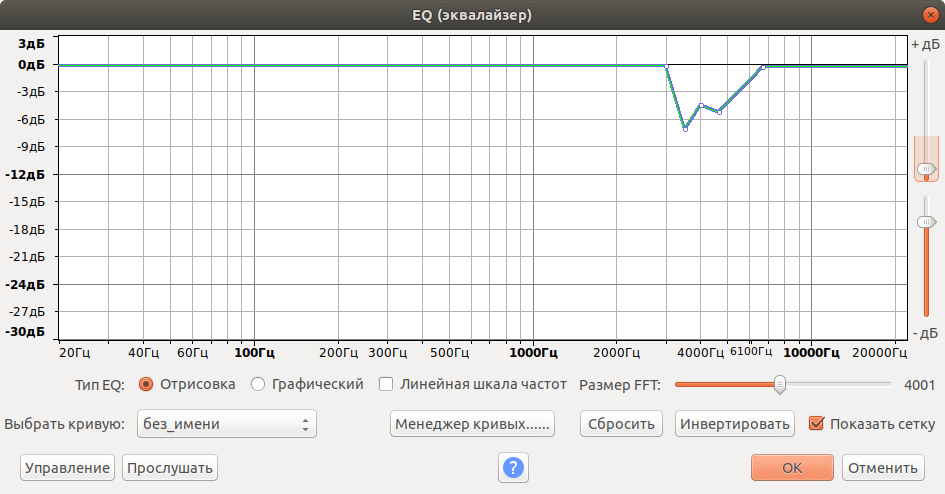 EQ (эквалайзер)
3дБ
0дБ
-3дБ
-6дБ
-9дБ
-12дБ
-15дБ
-18дБ
-21дБ
-24дБ
-27дБ
-30дБ
+ дБ
- дБ
20Гц 40Гц 60Гц 100Гц 200Гц 300Гц 500Гц 1000Гц 2000Гц 4000Гц 6100Гц 10000Гц 20000Гц
Тип EQ: Отрисовка Графический Линейная шкала частот Размер FFT: 4001
Выбрать кривую: без_имени Менеджер кривых...... Сбросить Инвертировать Показать сетку
Управление Прослушать ? OK Отменить